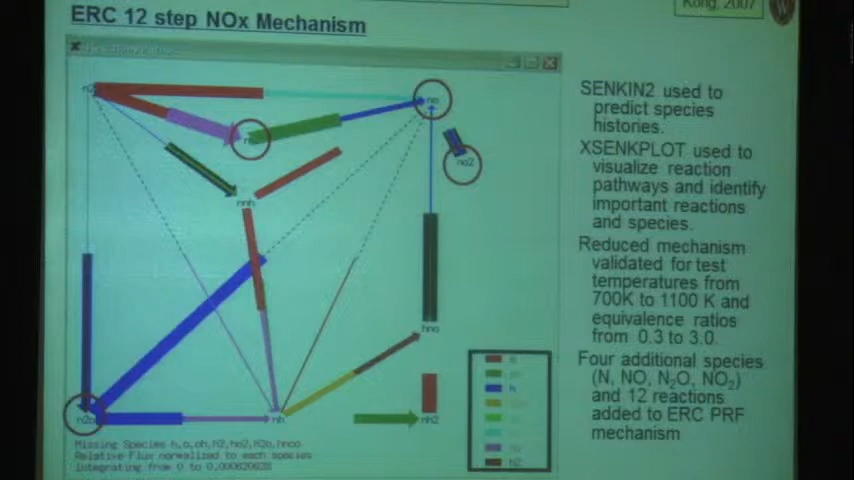 Kong, 2007
ERC 12 step NOx Mechanism
no
no2
nnh
hno
n2o
nh
nh2
h
h2
Missing Species h,o,oh,h2,ho2,h2o,hnco
Relative Flux normalized to each species
integrating from 0 to
SENKIN2 used to
predict species
histories.
XSENKPLOT used to
visualize reaction
pathways and identify
important reactions
and species.
Reduced mechanism
validated for test
temperatures from
700K to 1100 K and
equivalence ratios
from 0.3 to 3.0.
Four additional species
(N, NO, N₂O, NO₂)
and 12 reactions
added to ERC PRF
mechanism